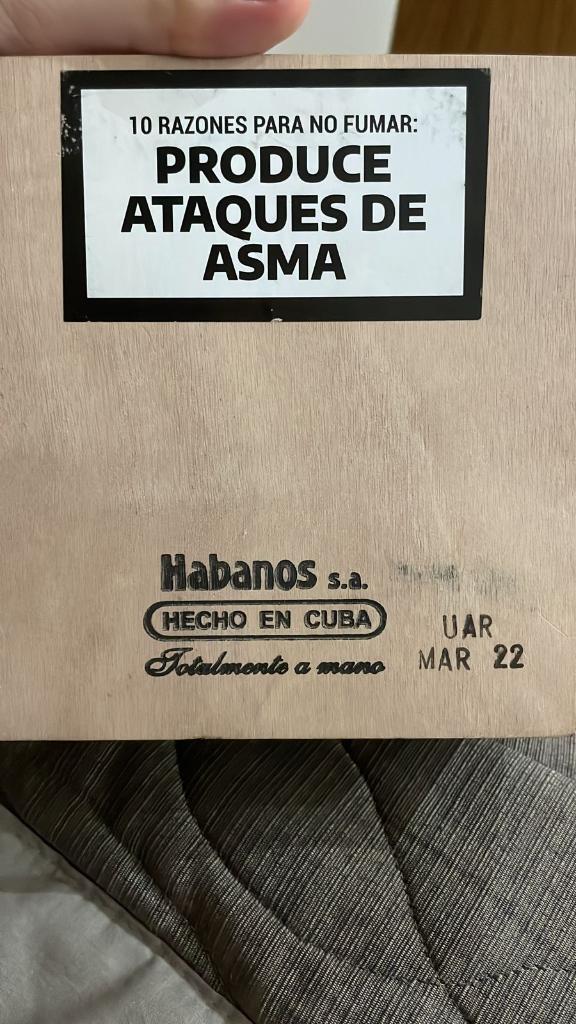 10 RAZONES PARA NO FUMAR:
PRODUCE
ATAQUES DE
ASMA
Habanos s.a.
HECHO EN CUBA
Totalmente a mano
UAR
MAR 22